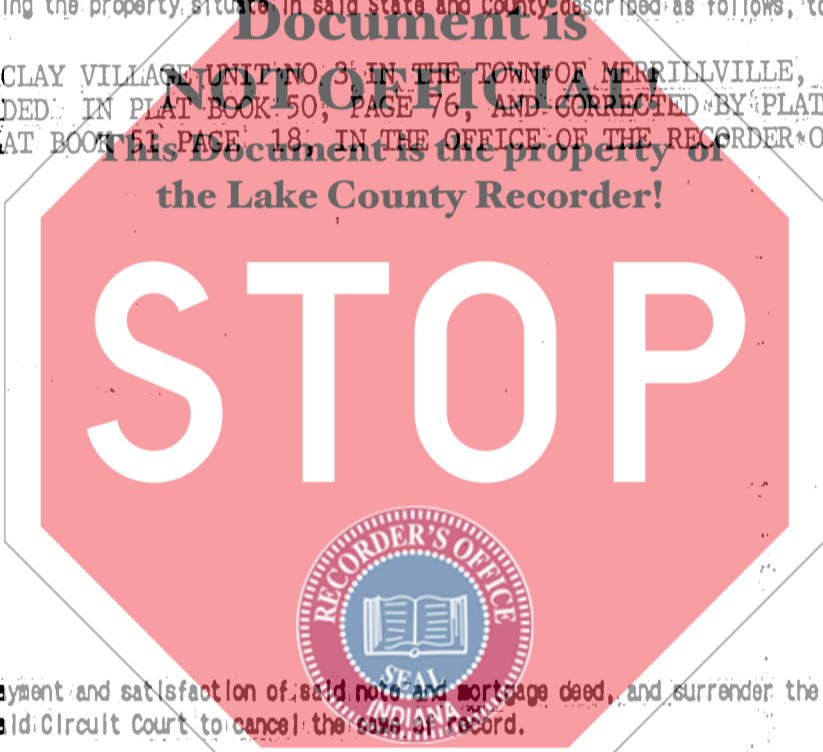 ing the property situate in said State and County described as follows, to
Document is
CLAY VILLAGE UNIT NO. 3 IN THE TOWN OF MERRILLVILLE,
NOT OFFICIAL!
DED IN PLAT BOOK 50, PAGE 76, AND CORRECTED BY PLAT
AT BOOK 51 PAGE 18, IN THE OFFICE OF THE RECORDER O
This Document is the property of
the Lake County Recorder!
STOP
RECORDER'S OFFICE
SEAL
INDIANA
ayment and satisfaction of said note and mortgage deed, and surrender the
aid Circuit Court to cancel the same of record.